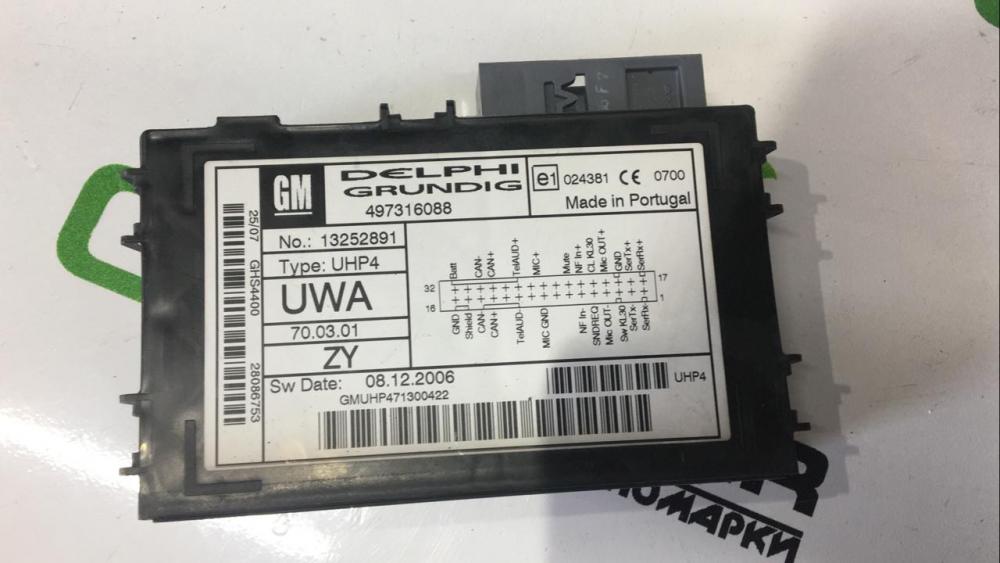 GM
DELPHI
GRUNDIG
497316088
e1 024381 CE 0700
Made in Portugal
25/07 GHS4400 28086753
No.: 13252891
Type: UHP4
UWA
70.03.01
ZY
Batt CAN- CAN+ TelAUD+ MIC+ Mute NF In+ CL KL30 Mic OUT+ GND SerTx+ SerRx+
32 17
16 1
GND Shield CAN- CAN+ TelAUD- MIC GND NF In- SNDREQ Mic OUT- Sw KL30 SerTx- SerRx-
Sw Date: 08.12.2006
GMUHP471300422
UHP4